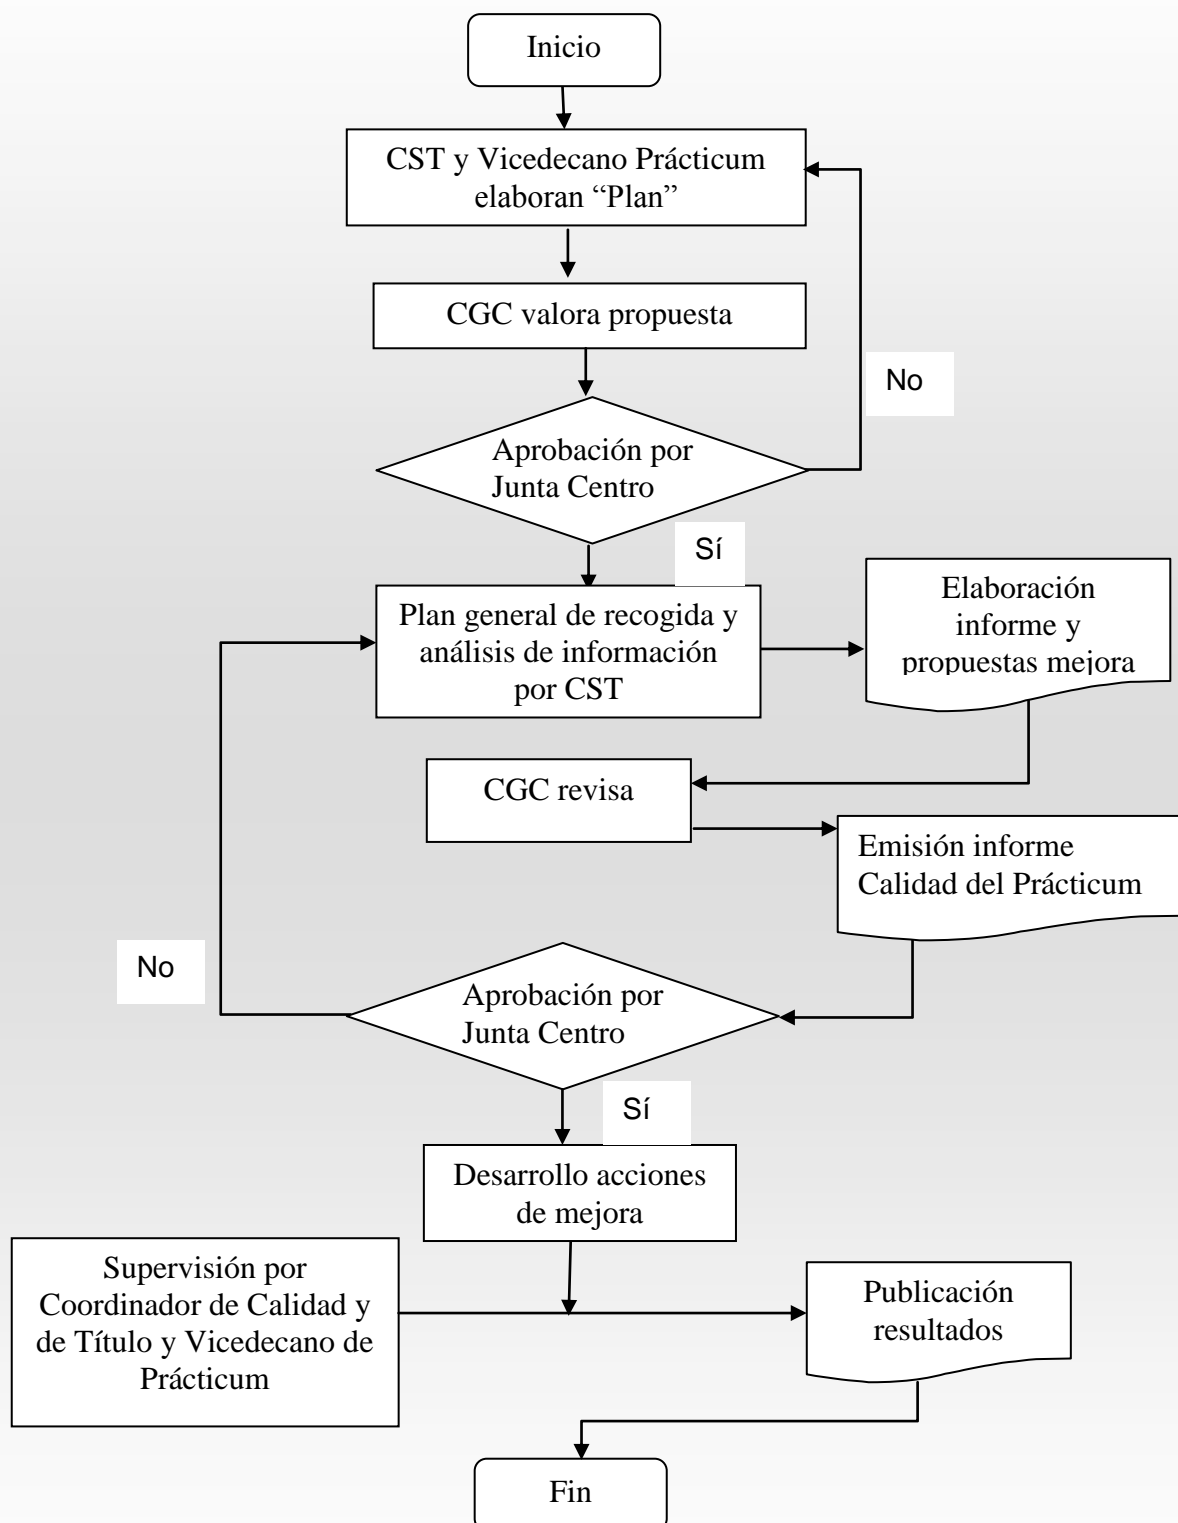 Inicio
CST y Vicedecano Prácticum
elaboran “Plan”
CGC valora propuesta
No
Aprobación por
Junta Centro
Sí
Plan general de recogida y
análisis de información
por CST
Elaboración
informe y
propuestas mejora
CGC revisa
Emisión informe
Calidad del Prácticum
No
Aprobación por
Junta Centro
Sí
Desarrollo acciones
de mejora
Supervisión por
Coordinador de Calidad y
de Título y Vicedecano de
Prácticum
Publicación
resultados
Fin